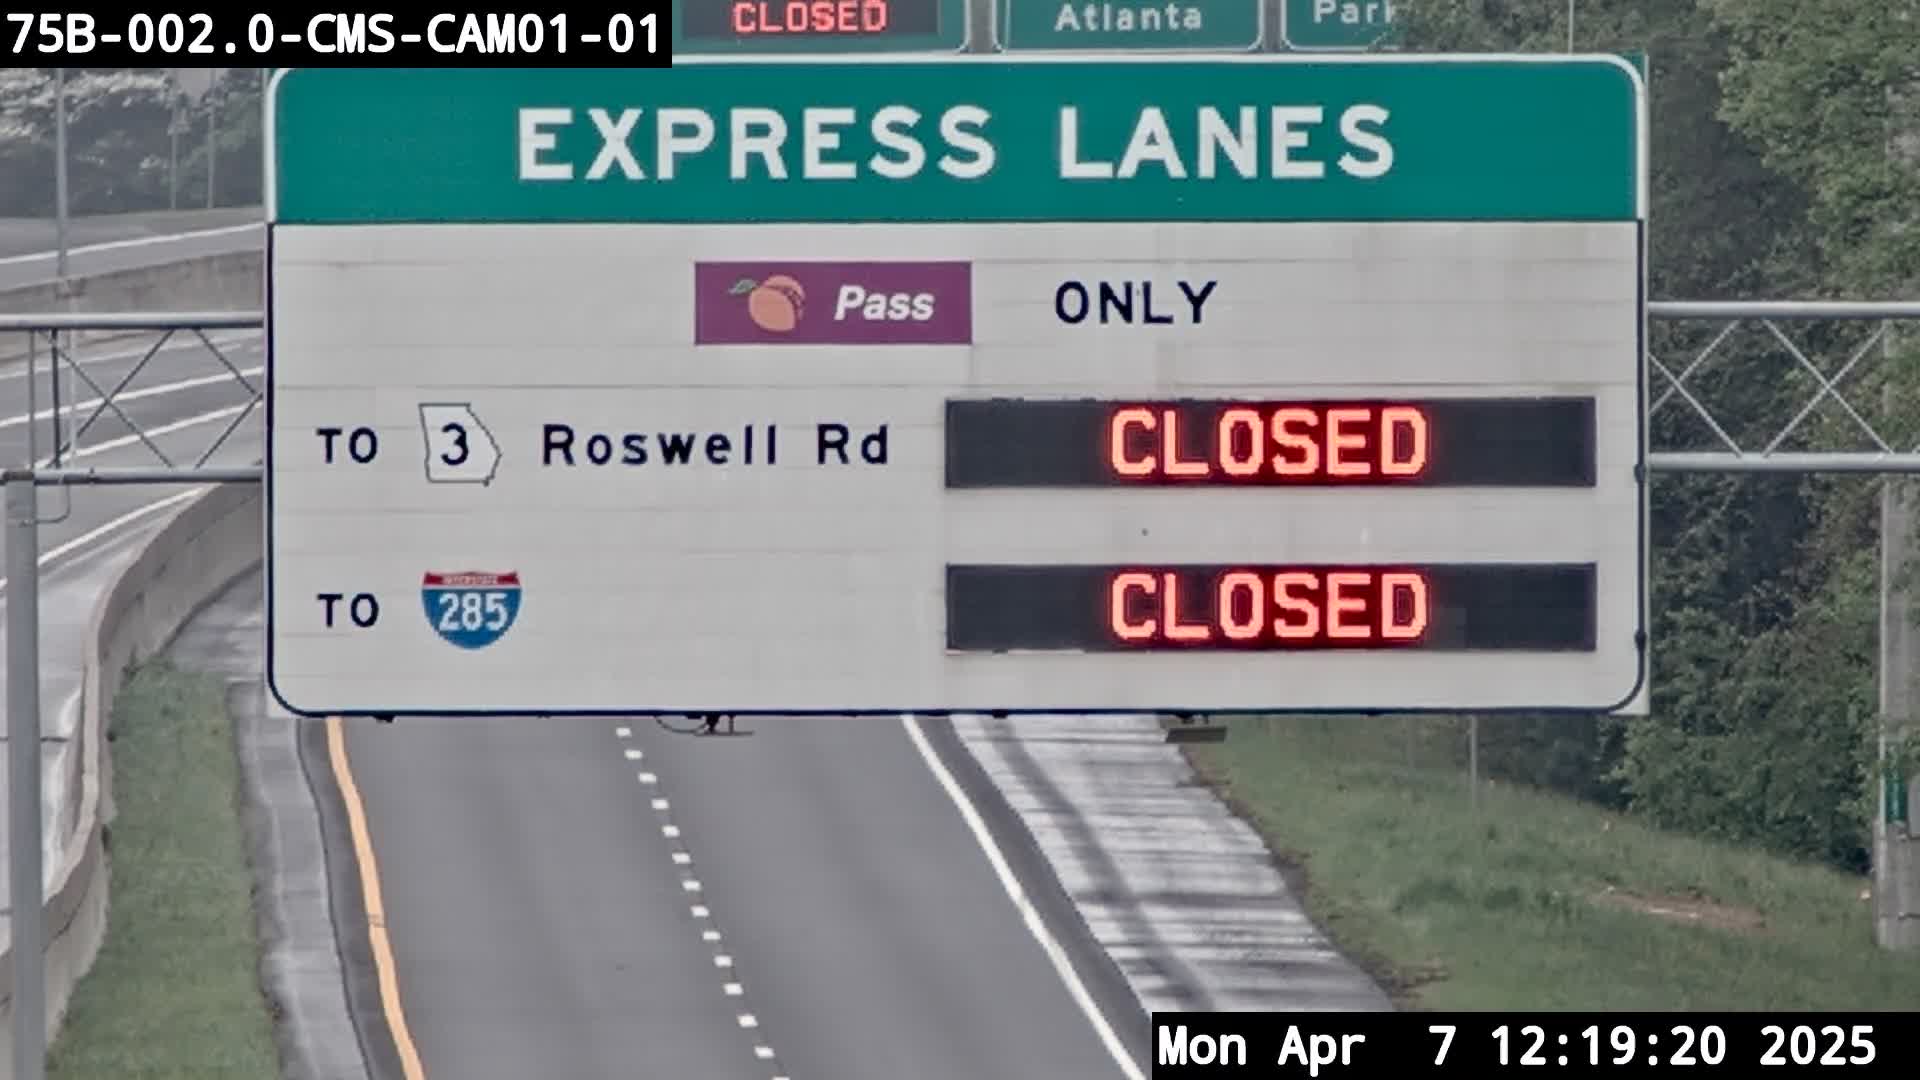 75B-002.0-CMS-CAM01-01
CLOSED
Atlanta
EXPRESS LANES
Pass ONLY
TO 3 Roswell Rd CLOSED
TO INTERSTATE 285 CLOSED
Mon Apr 7 12:19:20 2025